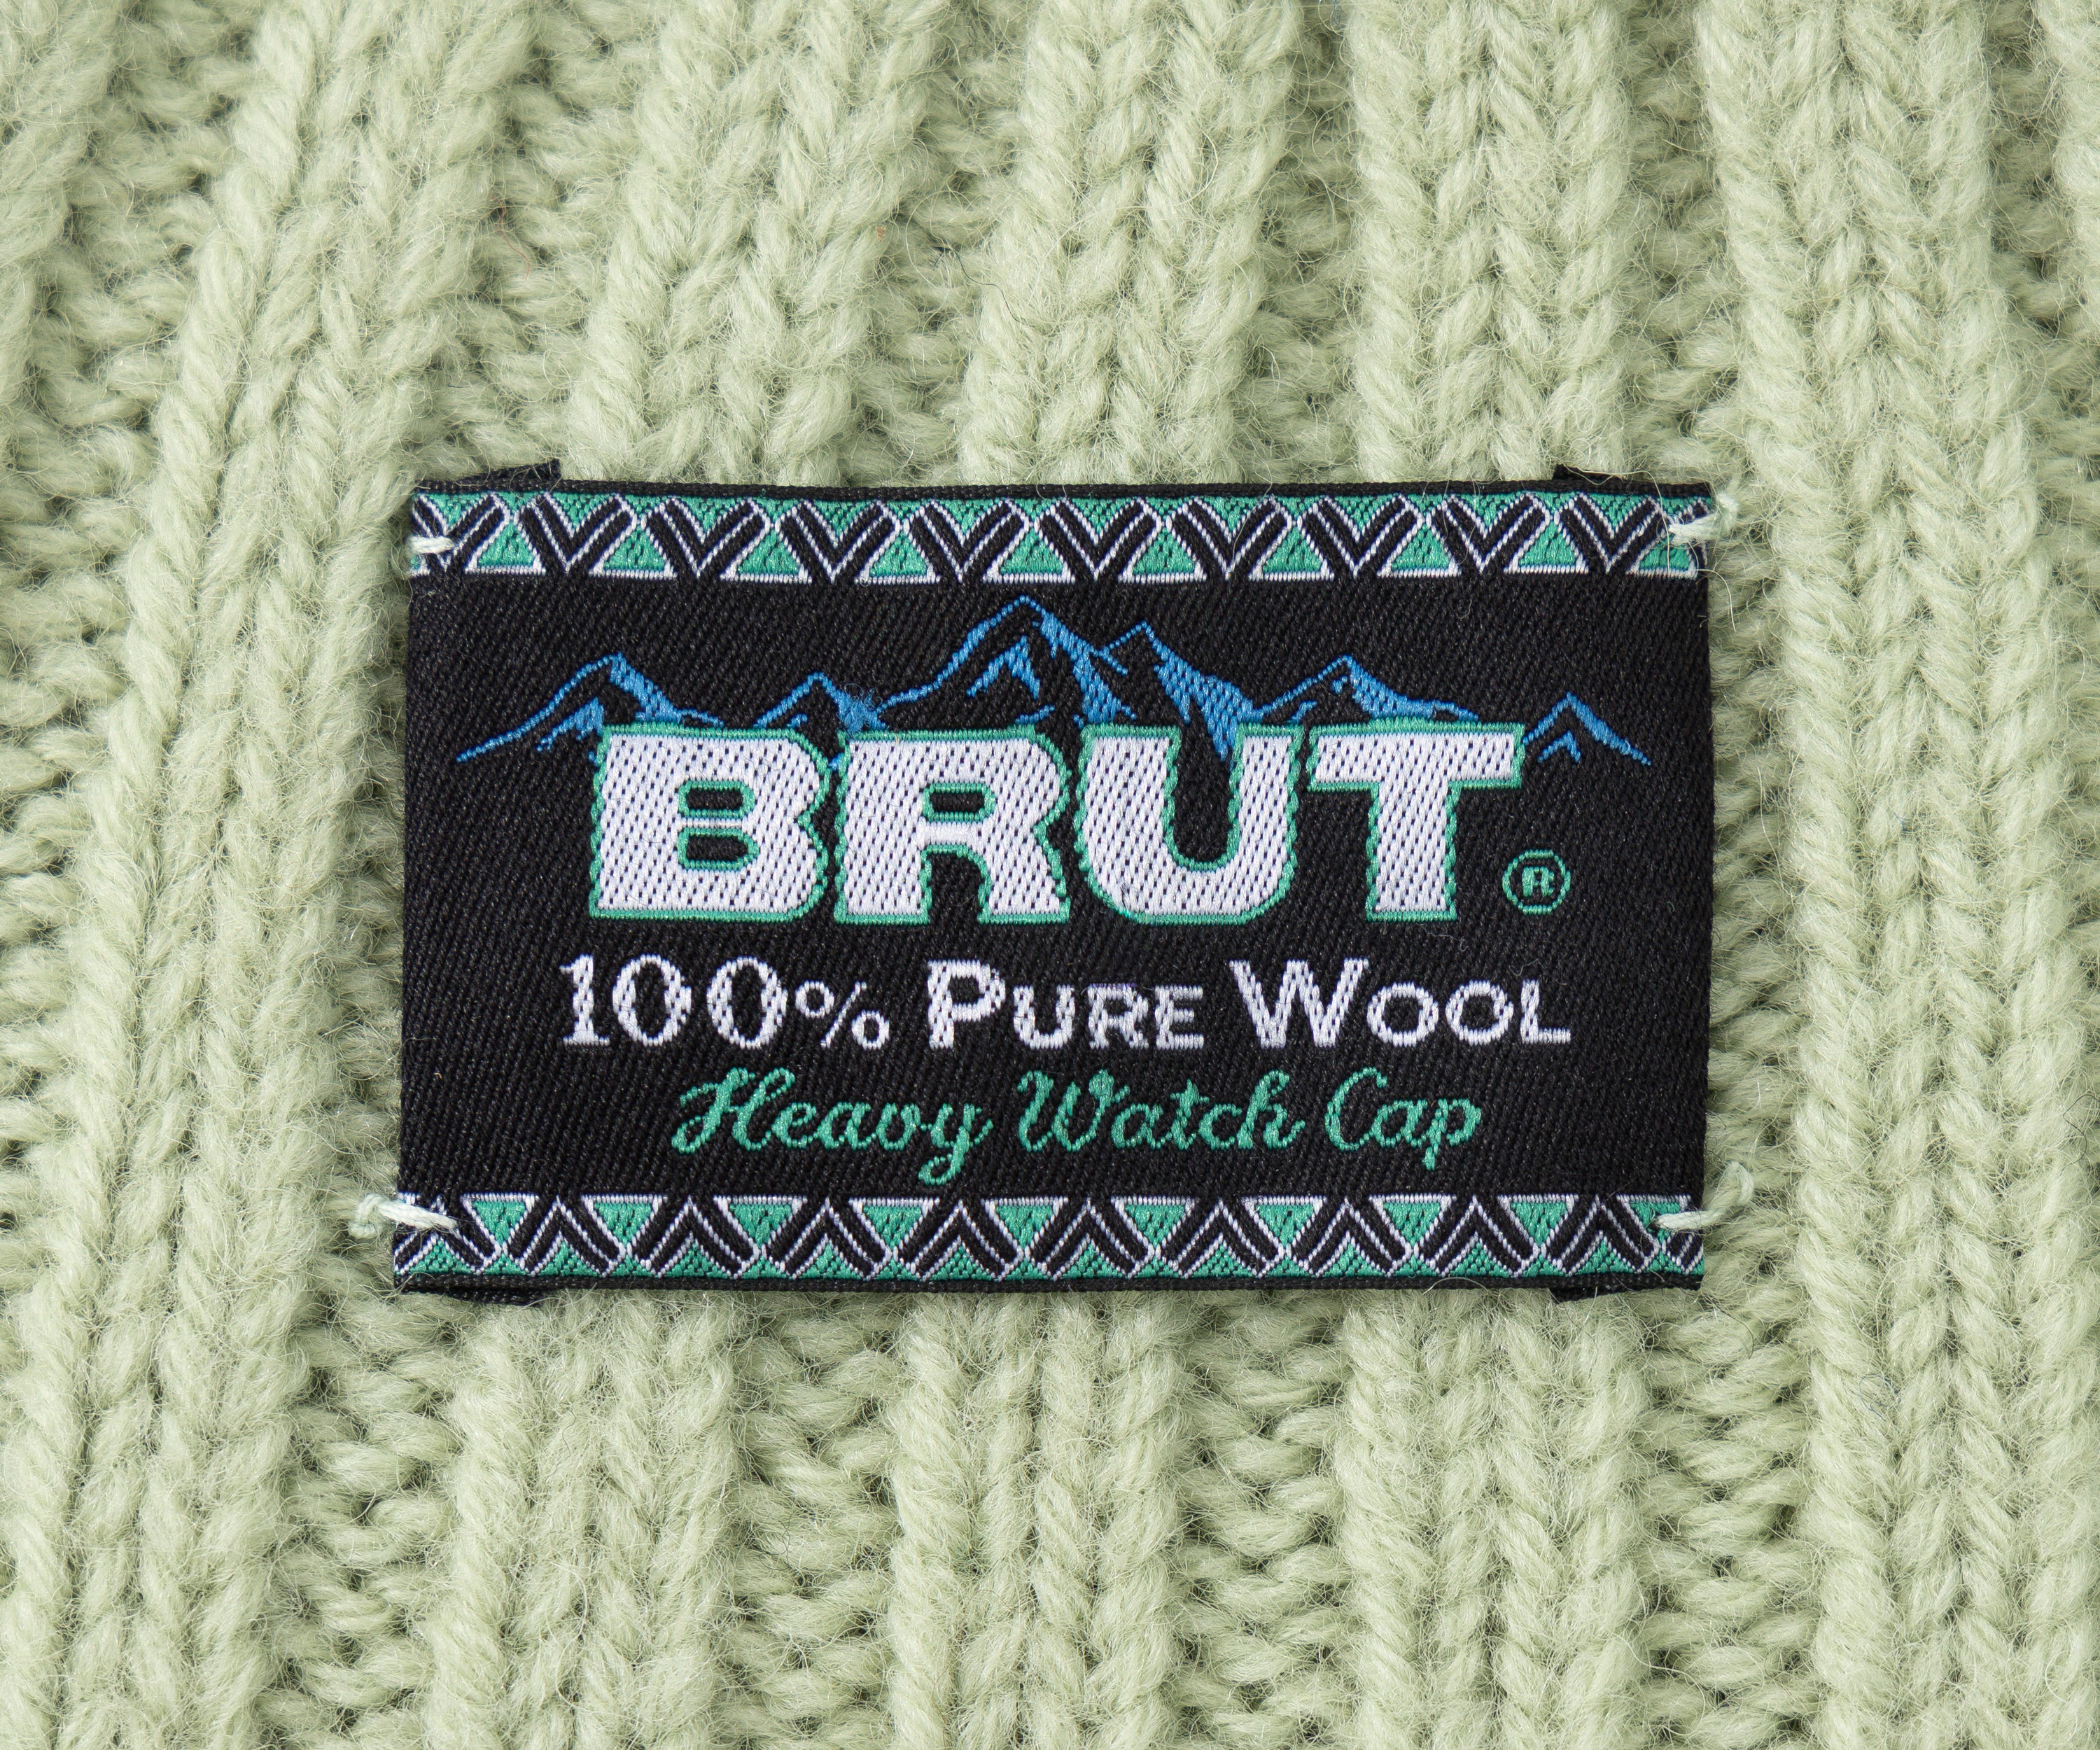 BRUT®
100% PURE WOOL
Heavy Watch Cap